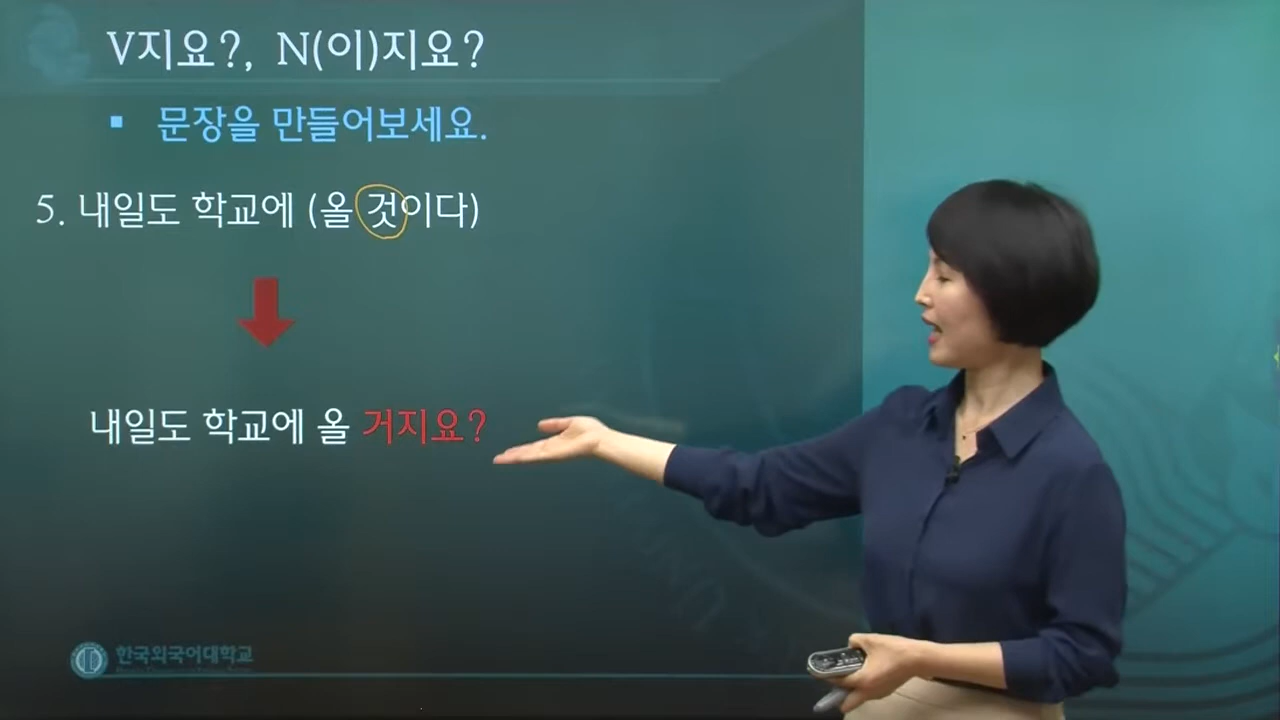 V지요?, N(이)지요?
▪ 문장을 만들어보세요.
5. 내일도 학교에 (올 것이다)
내일도 학교에 올 거지요?
한국외국어대학교